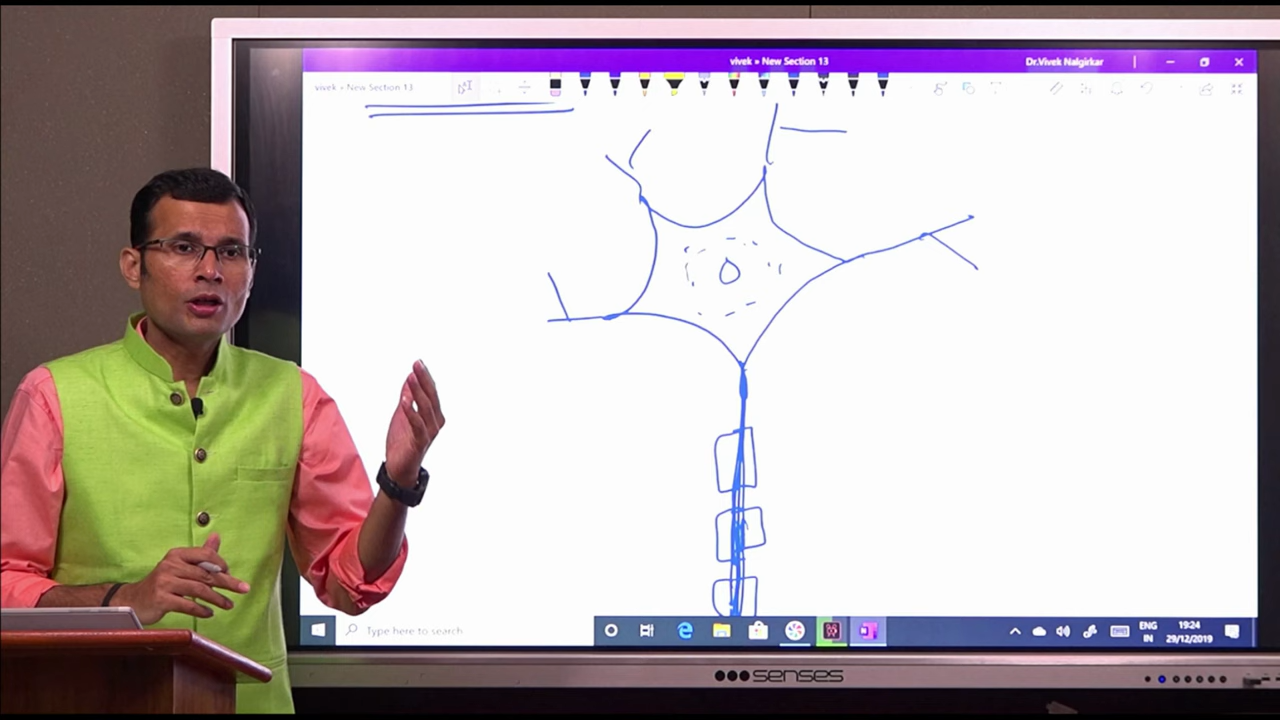 vivek » New Section 13
Dr.Vivek Nalgirkar
vivek » New Section 13
Type here to search
ENG
IN
19:24
29/12/2019
senses